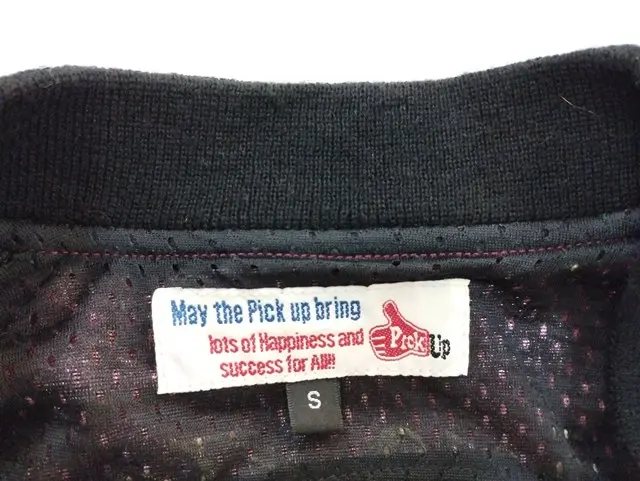 May the Pick up bring
lots of Happiness and
success for All!!
Pick Up
S